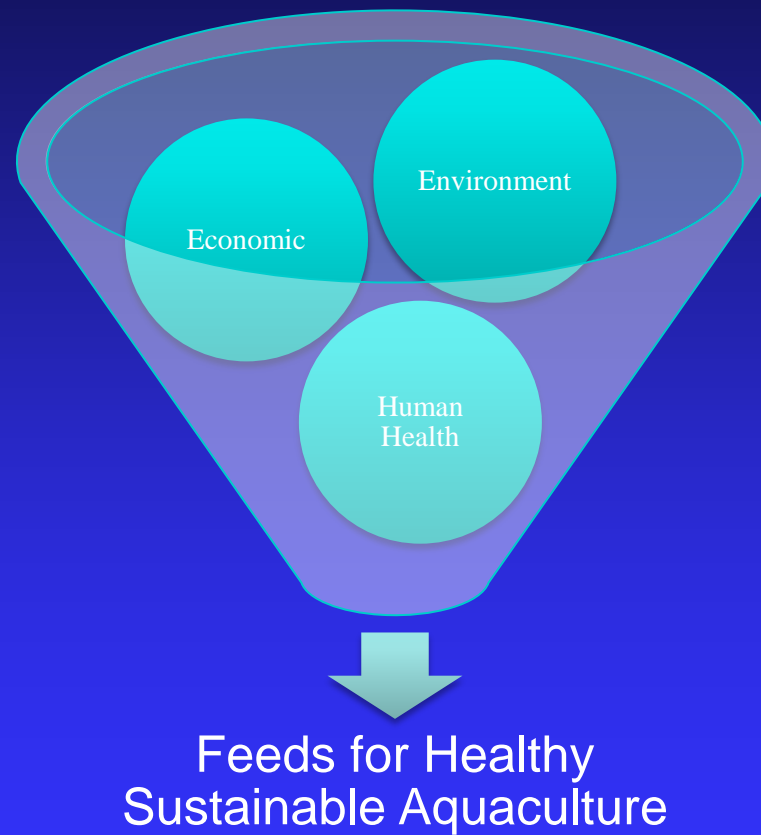 Environment
Economic
Human
Health
Feeds for Healthy
Sustainable Aquaculture